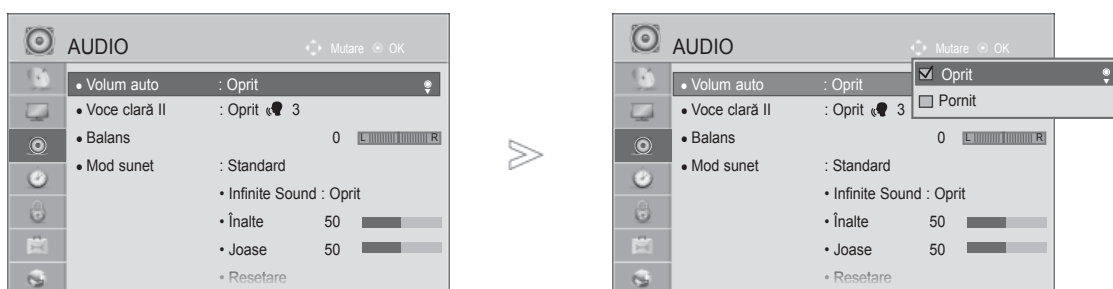 AUDIO
Mutare OK
• Volum auto : Oprit
• Voce clară II : Oprit 3
• Balans 0 L R
• Mod sunet : Standard
• Infinite Sound : Oprit
• Înalte 50
• Joase 50
• Resetare
AUDIO
Mutare OK
• Volum auto : Oprit
• Voce clară II : Oprit 3
• Balans 0 L R
• Mod sunet : Standard
• Infinite Sound : Oprit
• Înalte 50
• Joase 50
• Resetare
Oprit
Pornit